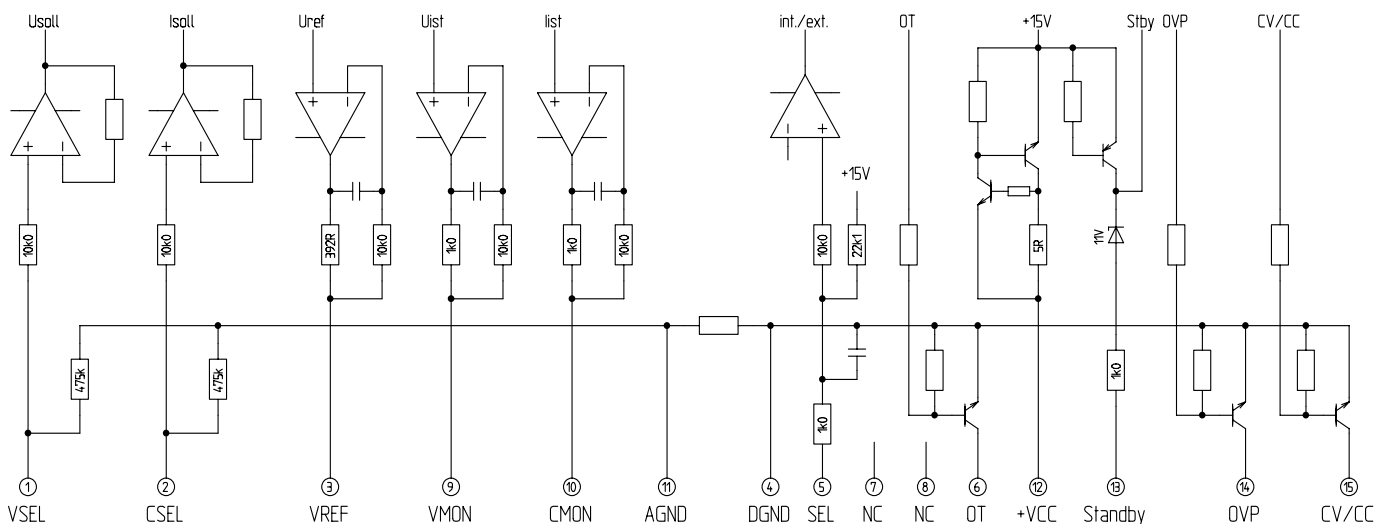 Usoll Isoll Uref Uist Iist int./ext. OT +15V Stby OVP CV/CC
+ - + - + - + - + - - +
+15V
10k0 10k0 392R 10k0 1k0 10k0 1k0 10k0 10k0 22k1 5R 11V
475k 475k 1k0 1k0
1 2 3 9 10 11 4 5 7 8 6 12 13 14 15
VSEL CSEL VREF VMON CMON AGND DGND SEL NC NC OT +VCC Standby OVP CV/CC